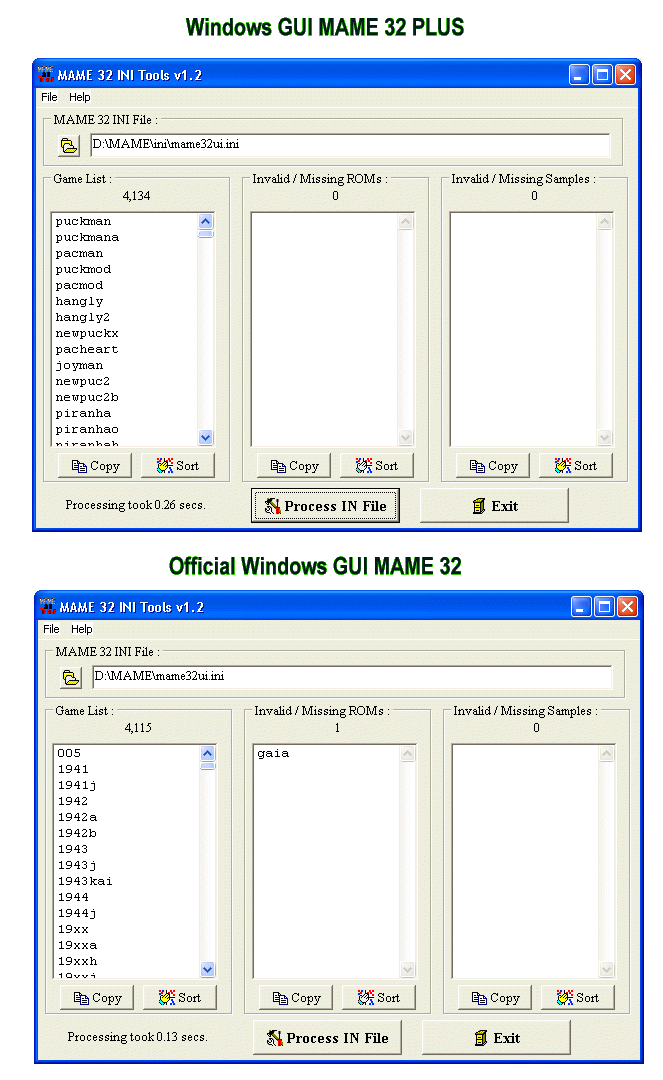 Windows GUI MAME 32 PLUS
MAME 32 INI Tools v1.2
File Help
MAME 32 INI File :
D:\MAME\ini\mame32ui.ini
Game List :
4,134
puckman
puckmana
pacman
puckmod
pacmod
hangly
hangly2
newpuckx
pacheart
joyman
newpuc2
newpuc2b
piranha
piranhao
piranhah
Copy Sort
Invalid / Missing ROMs :
0
Copy Sort
Invalid / Missing Samples :
0
Copy Sort
Processing took 0.26 secs.
Process IN File
Exit
Official Windows GUI MAME 32
MAME 32 INI Tools v1.2
File Help
MAME 32 INI File :
D:\MAME\mame32ui.ini
Game List :
4,115
005
1941
1941j
1942
1942a
1942b
1943
1943j
1943kai
1944
1944j
19xx
19xxa
19xxh
19xxj
Copy Sort
Invalid / Missing ROMs :
1
gaia
Copy Sort
Invalid / Missing Samples :
0
Copy Sort
Processing took 0.13 secs.
Process IN File
Exit